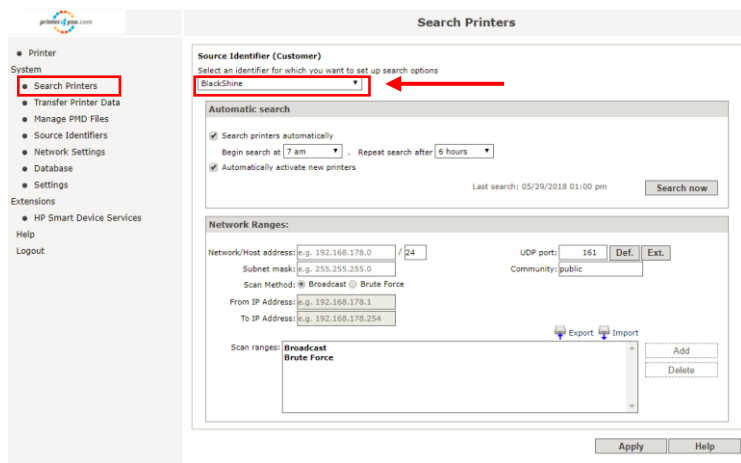 printer4you.com
Search Printers
Printer
System
Search Printers
Transfer Printer Data
Manage PMD Files
Source Identifiers
Network Settings
Database
Settings
Extensions
HP Smart Device Services
Help
Logout
Source Identifier (Customer)
Select an identifier for which you want to set up search options
BlackShine
Automatic search
Search printers automatically
Begin search at 7 am . Repeat search after 6 hours
Automatically activate new printers
Last search: 05/29/2018 01:00 pm Search now
Network Ranges:
Network/Host address: e.g. 192.168.178.0 / 24 UDP port: 161 Def. Ext.
Subnet mask: e.g. 255.255.255.0 Community: public
Scan Method: Broadcast Brute Force
From IP Address: e.g. 192.168.178.1
To IP Address: e.g. 192.168.178.254
Export Import
Scan ranges: Broadcast Add
Brute Force
Delete
Apply Help